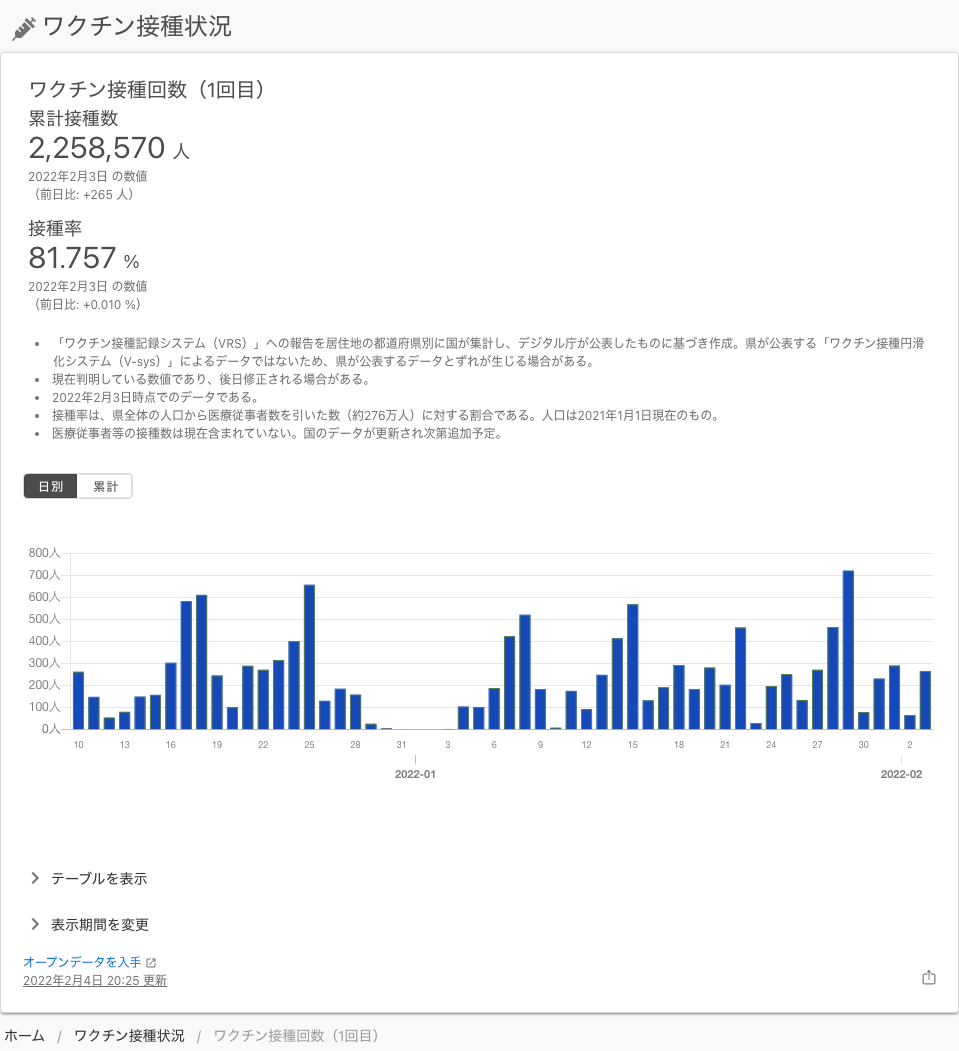 ワクチン接種状況
ワクチン接種回数（1回目）
累計接種数
2,258,570 人
2022年2月3日 の数値
（前日比: +265 人）
接種率
81.757 %
2022年2月3日 の数値
（前日比: +0.010 %）
「ワクチン接種記録システム（VRS）」への報告を居住地の都道府県別に国が集計し、デジタル庁が公表したものに基づき作成。県が公表する「ワクチン接種円滑
化システム（V-sys）」によるデータではないため、県が公表するデータとずれが生じる場合がある。
現在判明している数値であり、後日修正される場合がある。
2022年2月3日時点でのデータである。
接種率は、県全体の人口から医療従事者数を引いた数（約276万人）に対する割合である。人口は2021年1月1日現在のもの。
医療従事者等の接種数は現在含まれていない。国のデータが更新され次第追加予定。
日別 累計
800人
700人
600人
500人
400人
300人
200人
100人
0人
10 13 16 19 22 25 28 31 3 6 9 12 15 18 21 24 27 30 2
2022-01 2022-02
テーブルを表示
表示期間を変更
オープンデータを入手
2022年2月4日 20:25 更新
ホーム / ワクチン接種状況 / ワクチン接種回数（1回目）